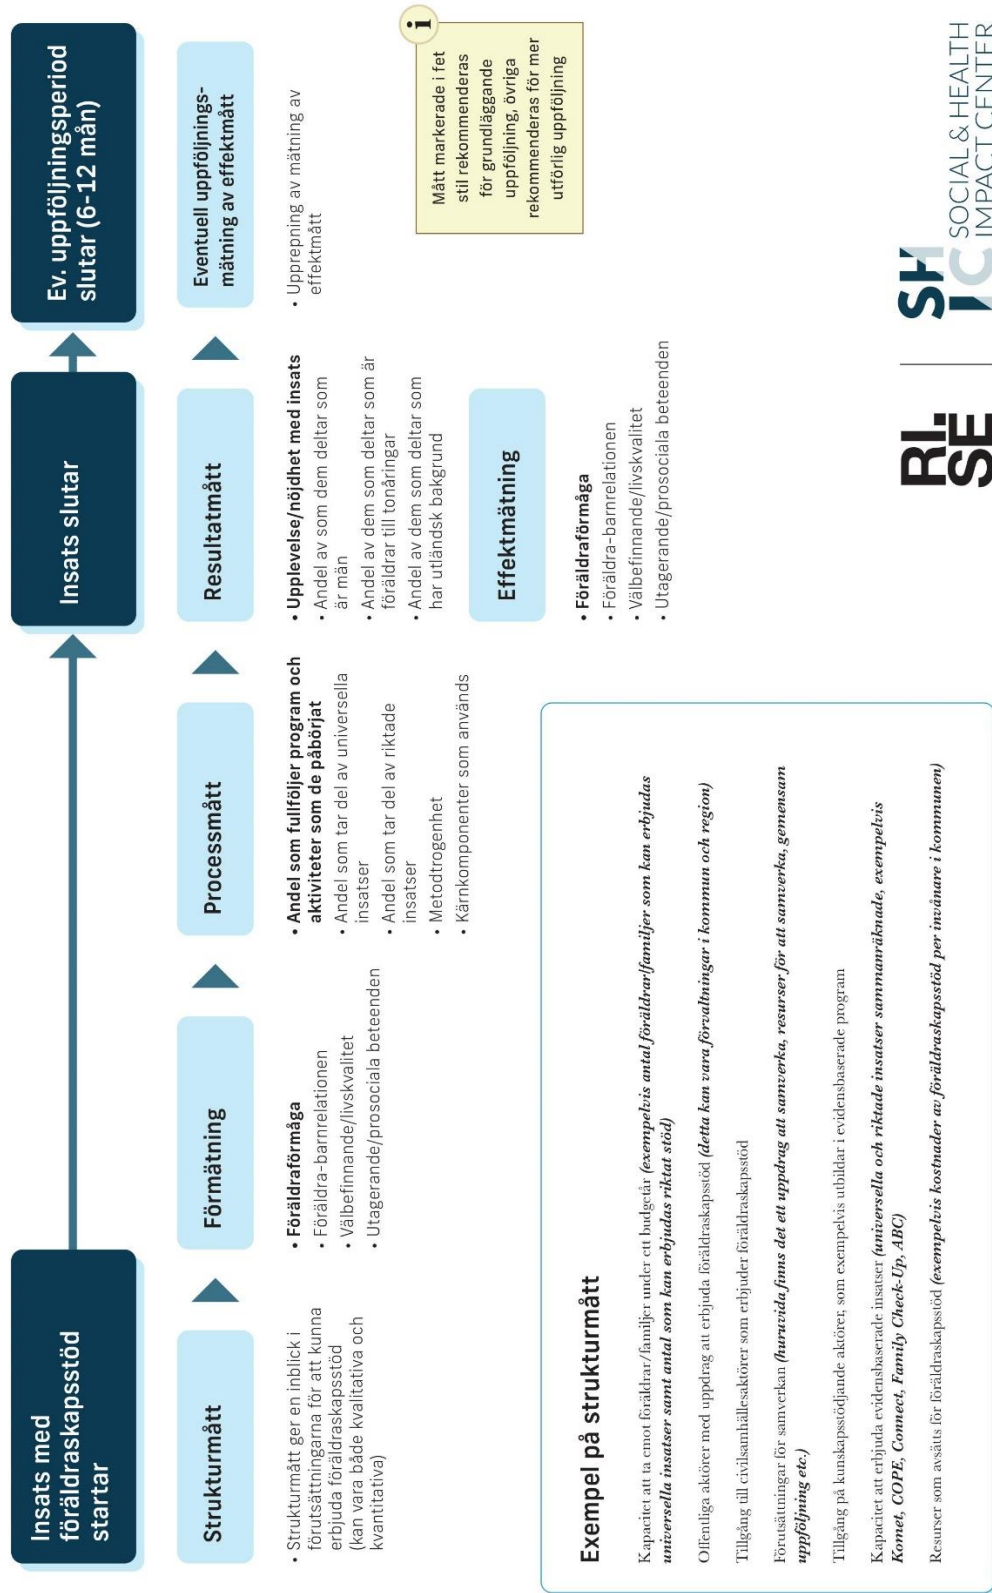 Insats med
föräldraskapsstöd
startar
Insats slutar
Ev. uppföljningsperiod
slutar (6-12 mån)
Strukturmått
• Strukturmått ger en inblick i
förutsättningarna för att kunna
erbjuda föräldraskapsstöd
(kan vara både kvalitativa och
kvantitativa)
Förmätning
• Föräldraförmåga
• Föräldra-barnrelationen
• Välbefinnande/livskvalitet
• Utagerande/prosociala beteenden
Processmått
• Andel som fullföljer program och
aktiviteter som de påbörjat
• Andel som tar del av universella
insatser
• Andel som tar del av riktade
insatser
• Metodtrogenhet
• Kärnkomponenter som används
Resultatmått
• Upplevelse/nöjdhet med insats
• Andel av som dem deltar som
är män
• Andel av dem som deltar som är
föräldrar till tonåringar
• Andel av dem som deltar som
har utländsk bakgrund
Effektmätning
• Föräldraförmåga
• Föräldra-barnrelationen
• Välbefinnande/livskvalitet
• Utagerande/prosociala beteenden
Eventuell uppföljnings-
mätning av effektmått
• Upprepning av mätning av
effektmått
i
Mått markerade i fet
stil rekommenderas
för grundläggande
uppföljning, övriga
rekommenderas för mer
utförlig uppföljning
Exempel på strukturmått
Kapacitet att ta emot föräldrar/familjer under ett budgetår (exempelvis antal föräldrar/familjer som kan erbjudas
universella insatser samt antal som kan erbjudas riktat stöd)
Offentliga aktörer med uppdrag att erbjuda föräldraskapsstöd (detta kan vara förvaltningar i kommun och region)
Tillgång till civilsamhällesaktörer som erbjuder föräldraskapsstöd
Förutsättningar för samverkan (huruvida finns det ett uppdrag att samverka, resurser för att samverka, gemensam
uppföljning etc.)
Tillgång på kunskapsstödjande aktörer, som exempelvis utbildar i evidensbaserade program
Kapacitet att erbjuda evidensbaserade insatser (universella och riktade insatser sammanräknade, exempelvis
Komet, COPE, Connect, Family Check-Up, ABC)
Resurser som avsätts för föräldraskapsstöd (exempelvis kostnader av föräldraskapsstöd per invånare i kommunen)
RI.
SE
SH
IC
SOCIAL & HEALTH
IMPACT CENTER